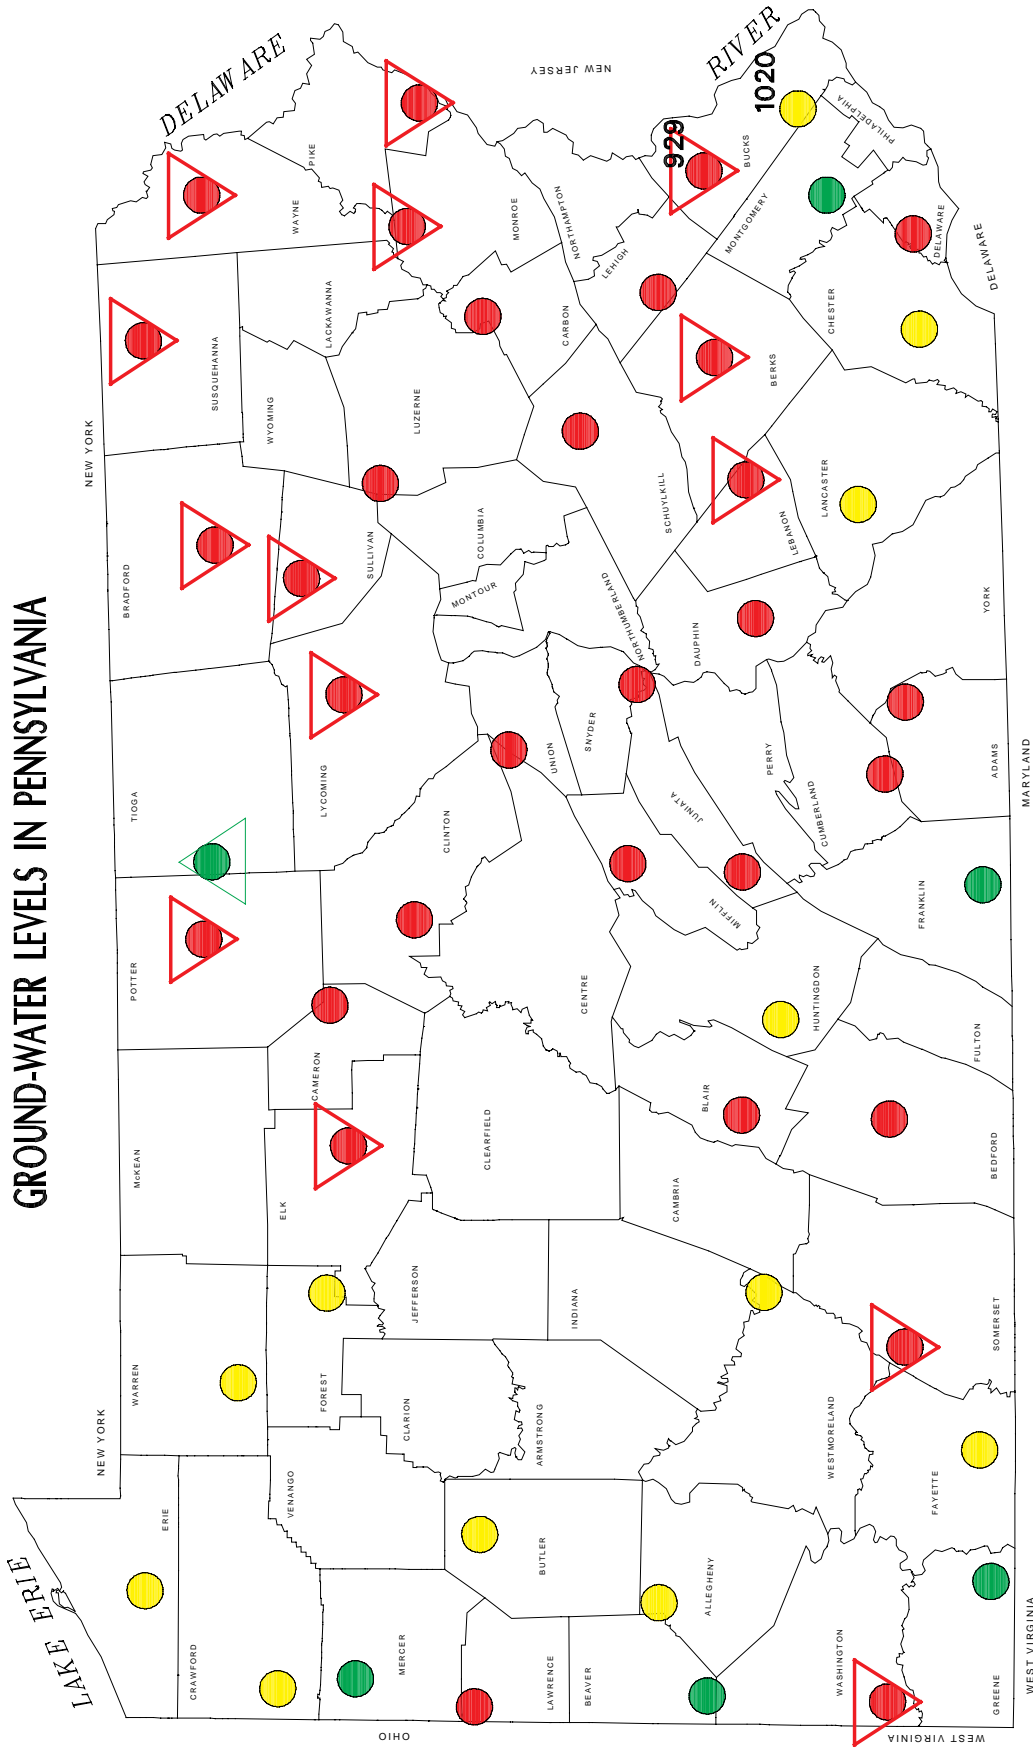 GROUND-WATER LEVELS IN PENNSYLVANIA
LAKE ERIE
NEW YORK
NEW YORK
DELAWARE
RIVER
NEW JERSEY
ERIE
WARREN
McKEAN
POTTER
TIOGA
BRADFORD
SUSQUEHANNA
WAYNE
PIKE
CRAWFORD
VENANGO
FOREST
ELK
CAMERON
LYCOMING
SULLIVAN
WYOMING
LACKAWANNA
MERCER
CLARION
JEFFERSON
CLEARFIELD
CLINTON
COLUMBIA
MONTOUR
LUZERNE
MONROE
LAWRENCE
BUTLER
ARMSTRONG
INDIANA
CENTRE
UNION
SNYDER
NORTHUMBERLAND
SCHUYLKILL
CARBON
NORTHAMPTON
LEHIGH
BEAVER
ALLEGHENY
CAMBRIA
BLAIR
HUNTINGDON
MIFFLIN
JUNIATA
PERRY
DAUPHIN
LEBANON
BERKS
929
BUCKS
1020
MONTGOMERY
PHILADELPHIA
WASHINGTON
WESTMORELAND
CUMBERLAND
LANCASTER
CHESTER
DELAWARE
GREENE
FAYETTE
SOMERSET
BEDFORD
FULTON
FRANKLIN
ADAMS
YORK
DELAWARE
OHIO
WEST VIRGINIA
WEST VIRGINIA
MARYLAND